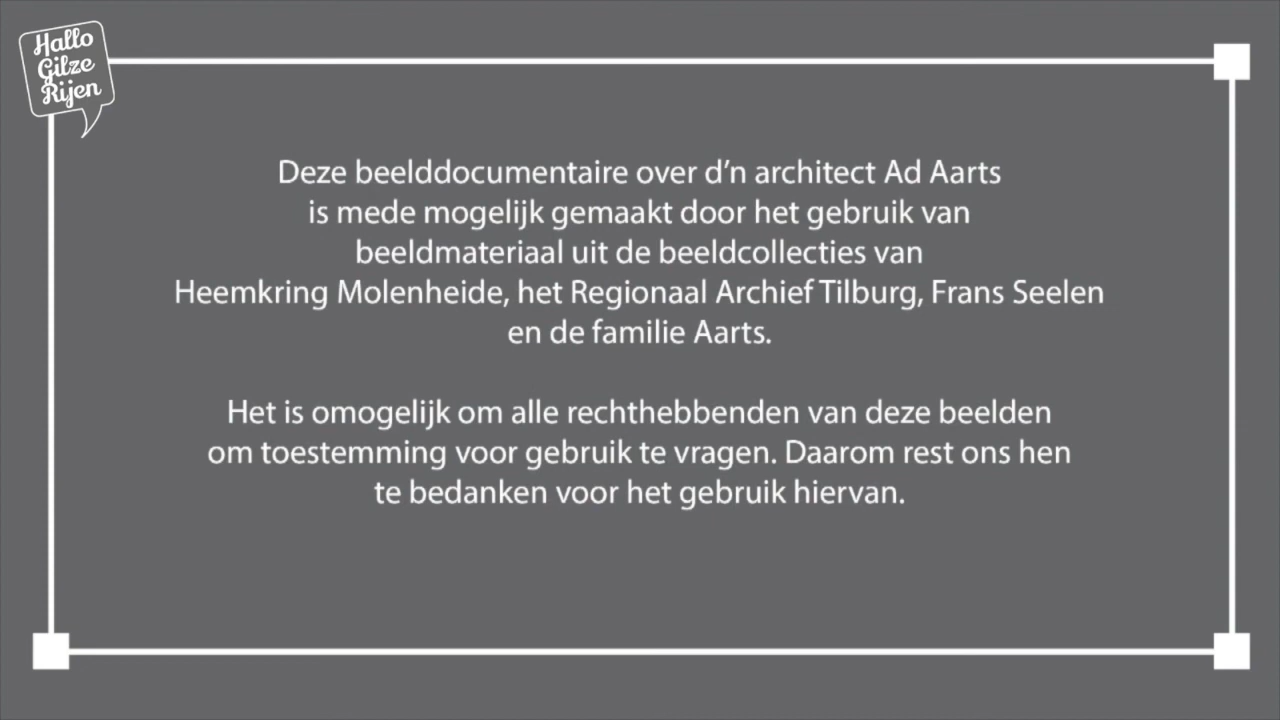 Hallo
Gilze
Rijen
Deze beelddocumentaire over d’n architect Ad Aarts
is mede mogelijk gemaakt door het gebruik van
beeldmateriaal uit de beeldcollecties van
Heemkring Molenheide, het Regionaal Archief Tilburg, Frans Seelen
en de familie Aarts.
Het is omogelijk om alle rechthebbenden van deze beelden
om toestemming voor gebruik te vragen. Daarom rest ons hen
te bedanken voor het gebruik hiervan.